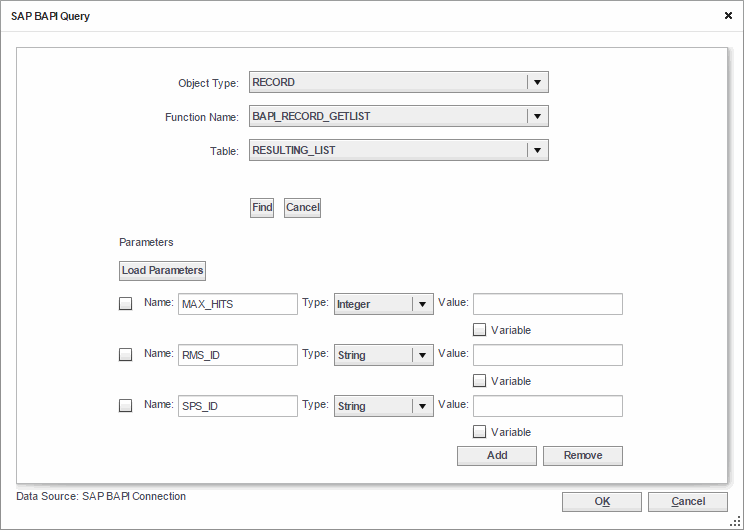 SAP BAPI Query
Object Type: RECORD
Function Name: BAPI_RECORD_GETLIST
Table: RESULTING_LIST
Find Cancel
Parameters
Load Parameters
Name: MAX_HITS Type: Integer Value:
Variable
Name: RMS_ID Type: String Value:
Variable
Name: SPS_ID Type: String Value:
Variable
Add Remove
Data Source: SAP BAPI Connection
OK Cancel